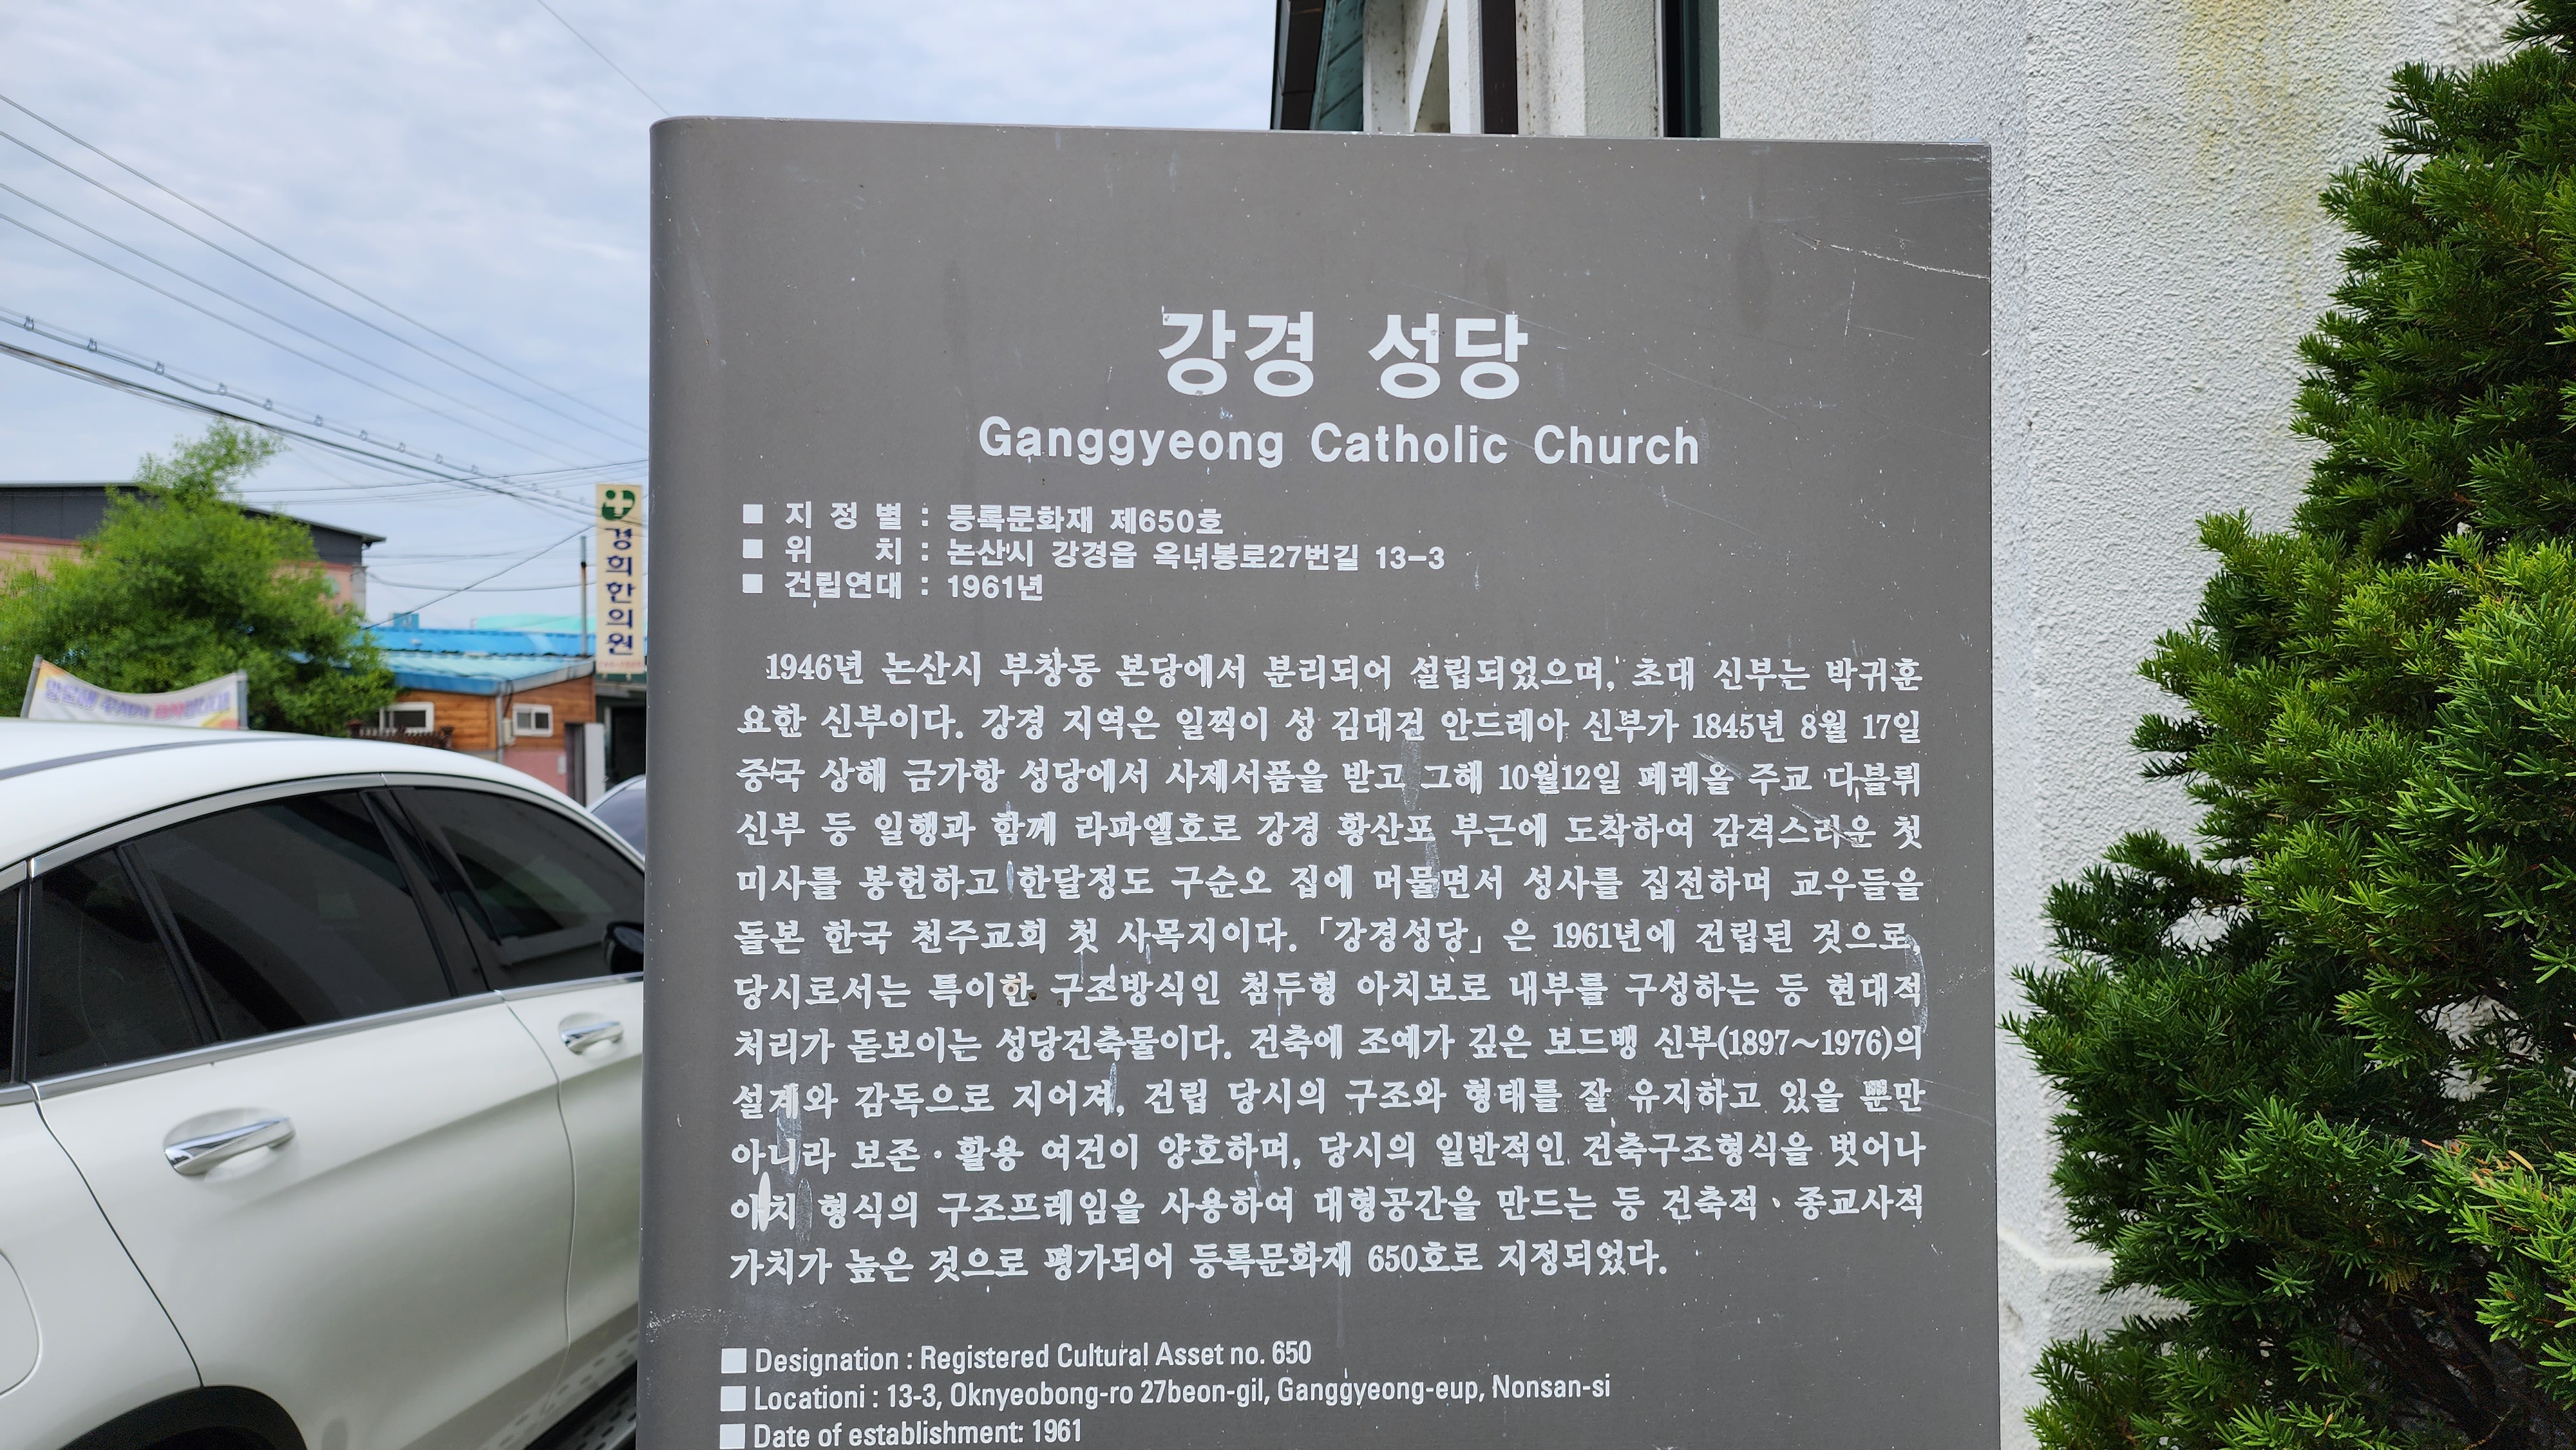 강경 성당
Ganggyeong Catholic Church
■ 지 정 별 : 등록문화재 제650호
■ 위 치 : 논산시 강경읍 옥녀봉로27번길 13-3
■ 건립연대 : 1961년
1946년 논산시 부창동 본당에서 분리되어 설립되었으며, 초대 신부는 박귀훈
요한 신부이다. 강경 지역은 일찍이 성 김대건 안드레아 신부가 1845년 8월 17일
중국 상해 금가항 성당에서 사제서품을 받고 그해 10월12일 페레올 주교 다블뤼
신부 등 일행과 함께 라파엘호로 강경 황산포 부근에 도착하여 감격스러운 첫
미사를 봉헌하고 한달정도 구순오 집에 머물면서 성사를 집전하며 교우들을
돌본 한국 천주교회 첫 사목지이다. 「강경성당」은 1961년에 건립된 것으로,
당시로서는 특이한 구조방식인 첨두형 아치보로 내부를 구성하는 등 현대적
처리가 돋보이는 성당건축물이다. 건축에 조예가 깊은 보드뱅 신부(1897~1976)의
설계와 감독으로 지어져, 건립 당시의 구조와 형태를 잘 유지하고 있을 뿐만
아니라 보존·활용 여건이 양호하며, 당시의 일반적인 건축구조형식을 벗어나
아치 형식의 구조프레임을 사용하여 대형공간을 만드는 등 건축적、종교사적
가치가 높은 것으로 평가되어 등록문화재 650호로 지정되었다.
■ Designation : Registered Cultural Asset no. 650
■ Locationi : 13-3, Oknyeobong-ro 27beon-gil, Ganggyeong-eup, Nonsan-si
■ Date of establishment: 1961
경희한의원